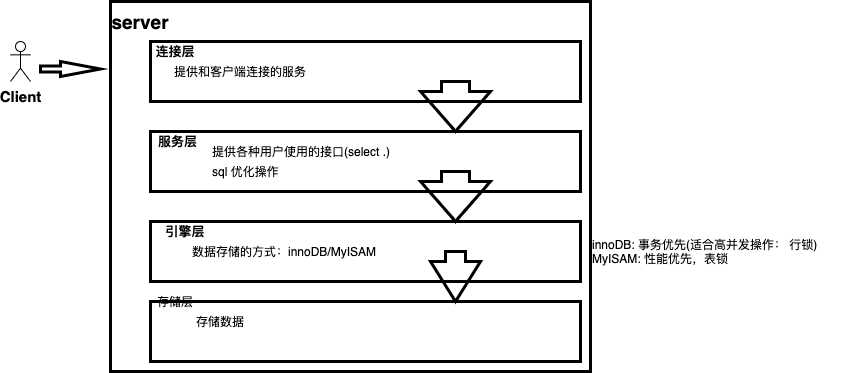 server
连接层
提供和客户端连接的服务
Client
服务层
提供各种用户使用的接口(select .)
sql 优化操作
引擎层
数据存储的方式：innoDB/MyISAM
innoDB: 事务优先(适合高并发操作： 行锁)
MyISAM: 性能优先，表锁
存储层
存储数据